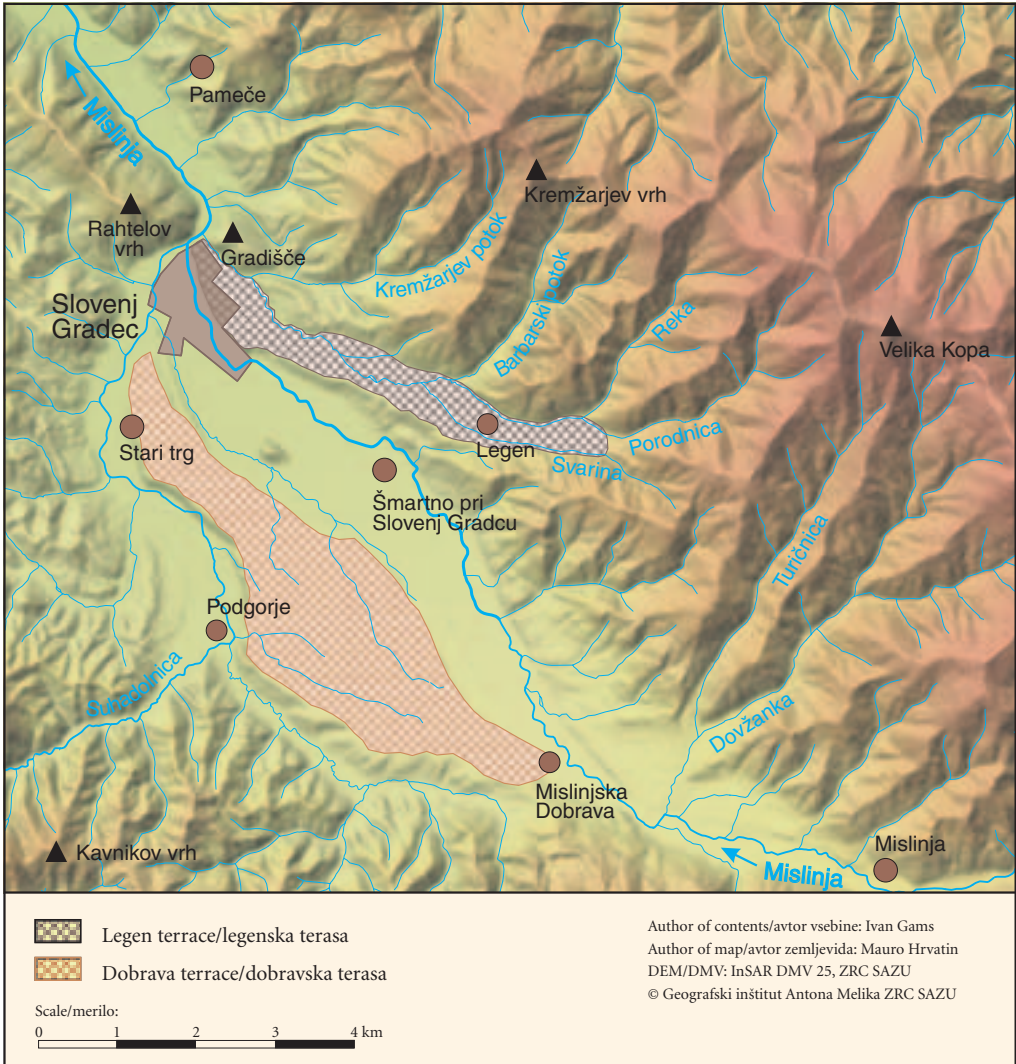 Pameče
Mislinja
Kremžarjev vrh
Rahtelov
vrh
Gradišče
Kremžarjev potok
Slovenj
Gradec
Barbarski potok
Reka
Velika Kopa
Stari trg
Legen
Porodnica
Svarina
Šmartno pri
Slovenj Gradcu
Turičnica
Podgorje
Suhadolnica
Dovžanka
Mislinjska
Dobrava
Mislinja
Mislinja
Kavnikov vrh
Legen terrace/legenska terasa
Dobrava terrace/dobravska terasa
Scale/merilo:
0 1 2 3 4 km
Author of contents/avtor vsebine: Ivan Gams
Author of map/avtor zemljevida: Mauro Hrvatin
DEM/DMV: InSAR DMV 25, ZRC SAZU
© Geografski inštitut Antona Melika ZRC SAZU